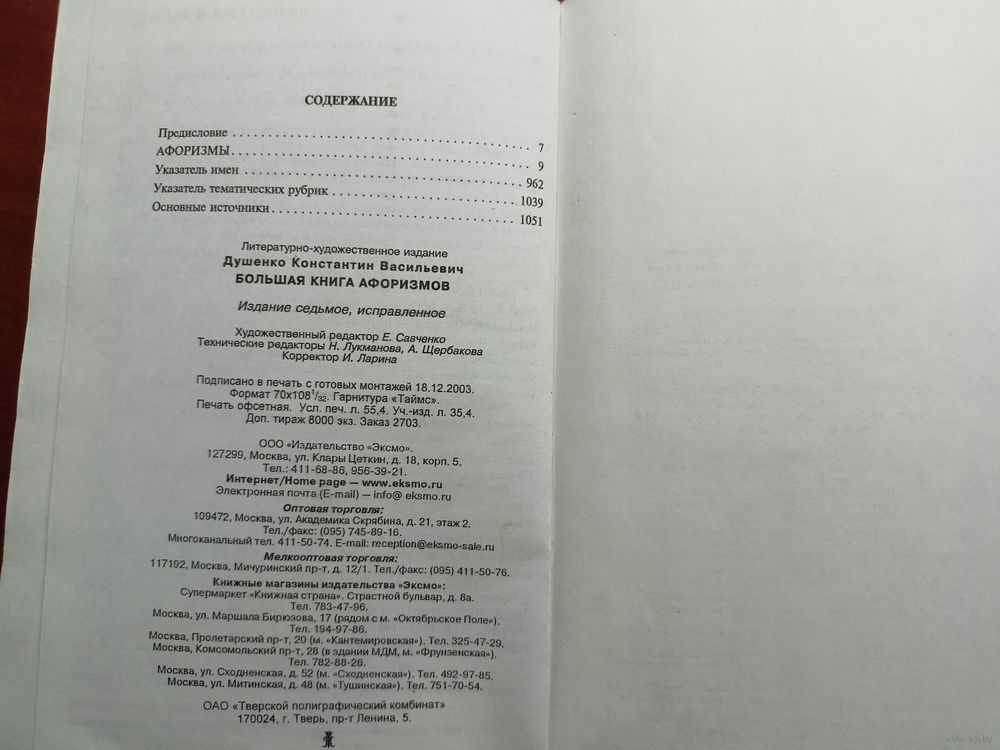 СОДЕРЖАНИЕ
Предисловие . . . . . . . . . . . . . . . . . . . . . . . . . . . . . . . . . . . . 7
АФОРИЗМЫ. . . . . . . . . . . . . . . . . . . . . . . . . . . . . . . . . . . . 9
Указатель имен . . . . . . . . . . . . . . . . . . . . . . . . . . . . . . . . . 962
Указатель тематических рубрик . . . . . . . . . . . . . . . . . . . . . . 1039
Основные источники. . . . . . . . . . . . . . . . . . . . . . . . . . . . . 1051
Литературно-художественное издание
Душенко Константин Васильевич
БОЛЬШАЯ КНИГА АФОРИЗМОВ
Издание седьмое, исправленное
Художественный редактор Е. Савченко
Технические редакторы Н. Лукманова, А. Щербакова
Корректор И. Ларина
Подписано в печать с готовых монтажей 18.12.2003.
Формат 70x108 1/32. Гарнитура «Таймс».
Печать офсетная. Усл. печ. л. 55,4. Уч.-изд. л. 35,4.
Доп. тираж 8000 экз. Заказ 2703.
ООО «Издательство «Эксмо».
127299, Москва, ул. Клары Цеткин, д. 18, корп. 5.
Тел.: 411-68-86, 956-39-21.
Интернет/Home page — www.eksmo.ru
Электронная почта (E-mail) — info@ eksmo.ru
Оптовая торговля:
109472, Москва, ул. Академика Скрябина, д. 21, этаж 2.
Тел./факс: (095) 745-89-16.
Многоканальный тел. 411-50-74. E-mail: reception@eksmo-sale.ru
Мелкооптовая торговля:
117192, Москва, Мичуринский пр-т, д. 12/1. Тел./факс: (095) 411-50-76.
Книжные магазины издательства «Эксмо»:
Супермаркет «Книжная страна». Страстной бульвар, д. 8а.
Тел. 783-47-96.
Москва, ул. Маршала Бирюзова, 17 (рядом с м. «Октябрьское Поле»).
Тел. 194-97-86.
Москва, Пролетарский пр-т, 20 (м. «Кантемировская»). Тел. 325-47-29.
Москва, Комсомольский пр-т, 28 (в здании МДМ, м. «Фрунзенская»).
Тел. 782-88-26.
Москва, ул. Сходненская, д. 52 (м. «Сходненская»). Тел. 492-97-85.
Москва, ул. Митинская, д. 48 (м. «Тушинская»). Тел. 751-70-54.
ОАО «Тверской полиграфический комбинат»
170024, г. Тверь, пр-т Ленина, 5.
www.ay.by